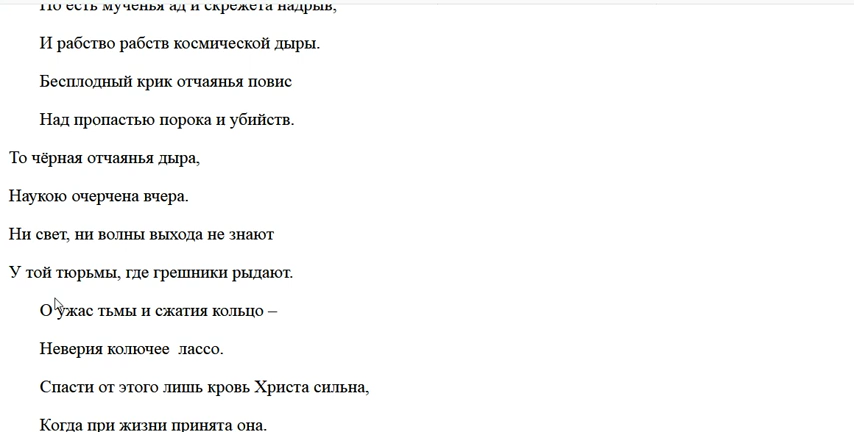 Но есть мученья ад и скрежета надрыв,
И рабство рабств космической дыры.
Бесплодный крик отчаянья повис
Над пропастью порока и убийств.
То чёрная отчаянья дыра,
Наукою очерчена вчера.
Ни свет, ни волны выхода не знают
У той тюрьмы, где грешники рыдают.
О ужас тьмы и сжатия кольцо –
Неверия колючее лассо.
Спасти от этого лишь кровь Христа сильна,
Когда при жизни принята она.